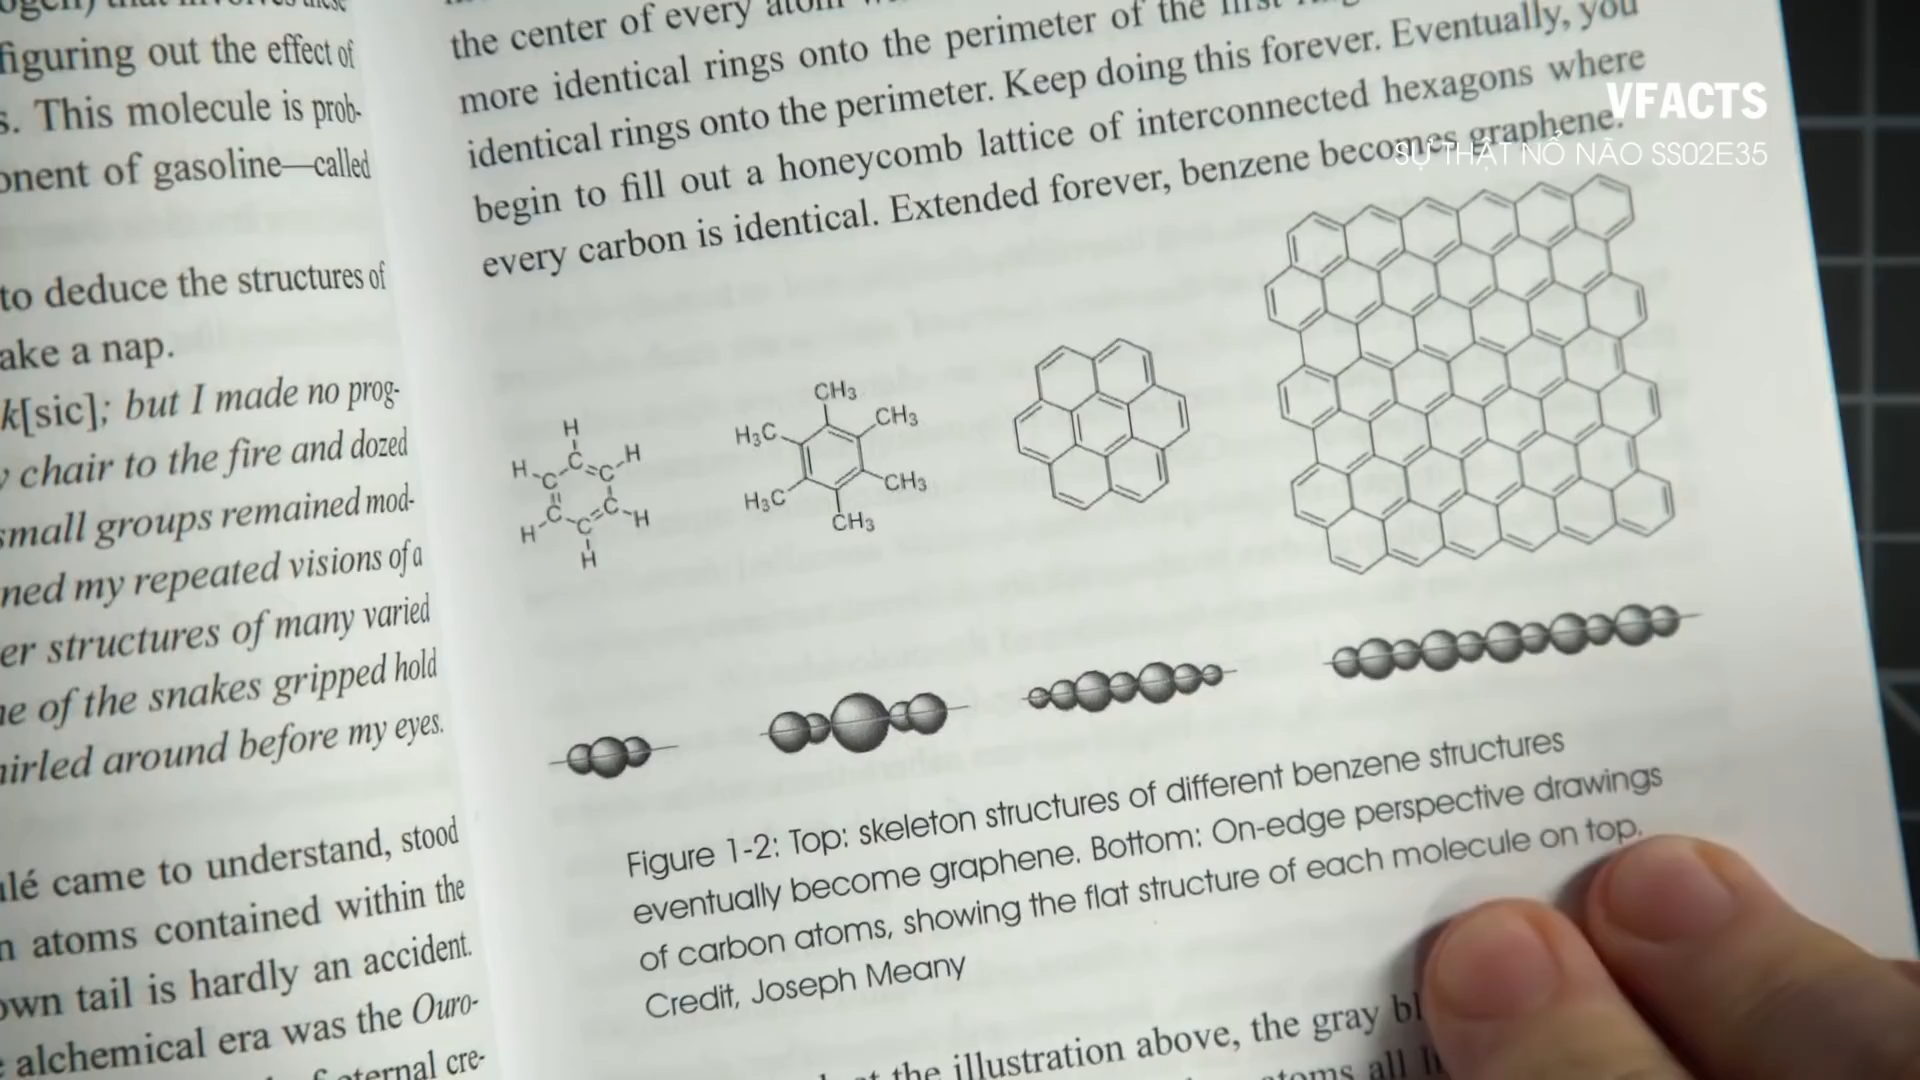 figuring out the effect of
s. This molecule is prob-
onent of gasoline—called
to deduce the structures of
ake a nap.
k[sic]; but I made no prog-
chair to the fire and dozed
small groups remained mod-
ned my repeated visions of a
er structures of many varied
ne of the snakes gripped hold
irled around before my eyes.
ulé came to understand, stood
n atoms contained within the
own tail is hardly an accident.
alchemical era was the Ouro-
eternal cre-
the center of every atom
more identical rings onto the perimeter of the first
identical rings onto the perimeter. Keep doing this forever. Eventually, you
begin to fill out a honeycomb lattice of interconnected hexagons where
every carbon is identical. Extended forever, benzene becomes graphene.
VFACTS
SỰ THẬT NỔ NÃO SS02E35
H
H C C C H
H C C C H
H
CH3
H3C CH3
H3C CH3
CH3
Figure 1-2: Top: skeleton structures of different benzene structures
eventually become graphene. Bottom: On-edge perspective drawings
of carbon atoms, showing the flat structure of each molecule on top.
Credit, Joseph Meany
the illustration above, the gray
atoms all